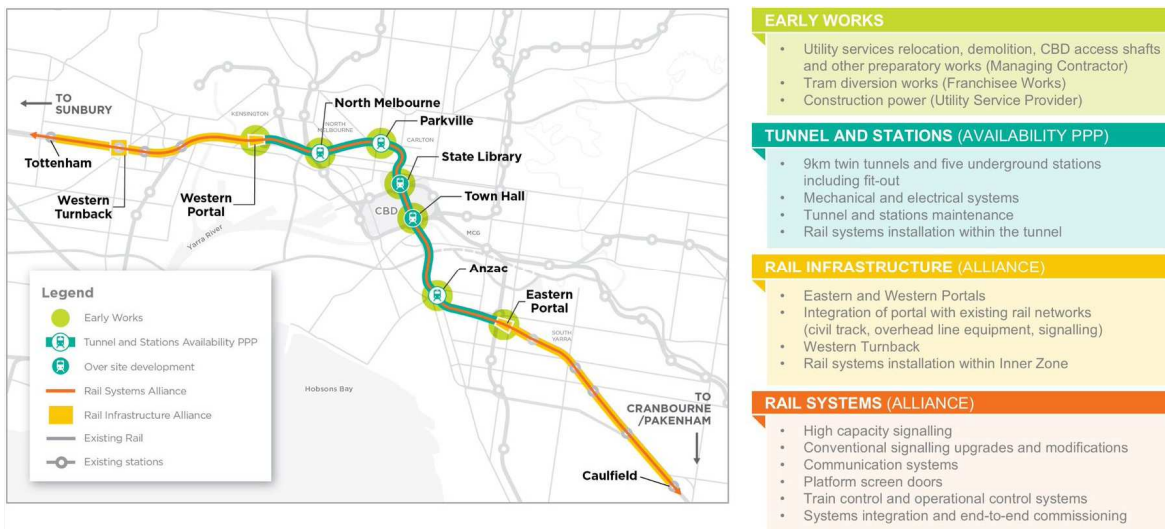 TO
SUNBURY
Tottenham
Western
Turnback
Western
Portal
KENSINGTON
North Melbourne
NORTH
MELBOURNE
Parkville
CARLTON
State Library
Town Hall
CBD
MCG
Yarra River
Anzac
Eastern
Portal
SOUTH
YARRA
Hobsons Bay
TO
CRANBOURNE
/PAKENHAM
Caulfield
Legend
Early Works
Tunnel and Stations Availability PPP
Over site development
Rail Systems Alliance
Rail Infrastructure Alliance
Existing Rail
Existing stations
EARLY WORKS
• Utility services relocation, demolition, CBD access shafts
and other preparatory works (Managing Contractor)
• Tram diversion works (Franchisee Works)
• Construction power (Utility Service Provider)
TUNNEL AND STATIONS (AVAILABILITY PPP)
• 9km twin tunnels and five underground stations
including fit-out
• Mechanical and electrical systems
• Tunnel and stations maintenance
• Rail systems installation within the tunnel
RAIL INFRASTRUCTURE (ALLIANCE)
• Eastern and Western Portals
• Integration of portal with existing rail networks
(civil track, overhead line equipment, signalling)
• Western Turnback
• Rail systems installation within Inner Zone
RAIL SYSTEMS (ALLIANCE)
• High capacity signalling
• Conventional signalling upgrades and modifications
• Communication systems
• Platform screen doors
• Train control and operational control systems
• Systems integration and end-to-end commissioning